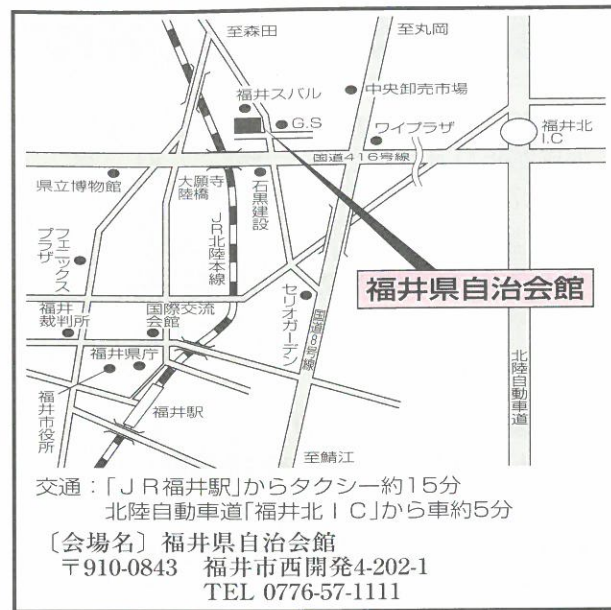 至森田
至丸岡
福井スバル
中央卸売市場
G.S
ワイプラザ
福井北
I.C
国道416号線
県立博物館
大願寺
陸橋
石黒建設
JR北陸本線
フェニックス
プラザ
福井県自治会館
福井
裁判所
国際交流
会館
セリオガーデン
国道8号線
福井県庁
北陸自動車道
福井市役所
福井駅
至鯖江
交通：「JR福井駅」からタクシー約15分
北陸自動車道「福井北IC」から車約5分
〔会場名〕福井県自治会館
〒910-0843　福井市西開発4-202-1
TEL 0776-57-1111